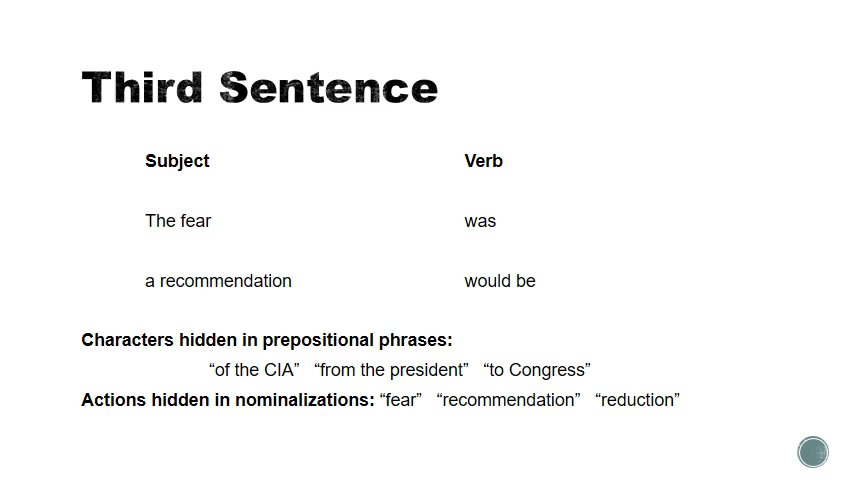 Third Sentence
Subject Verb
The fear was
a recommendation would be
Characters hidden in prepositional phrases:
“of the CIA” “from the president” “to Congress”
Actions hidden in nominalizations: “fear” “recommendation” “reduction”